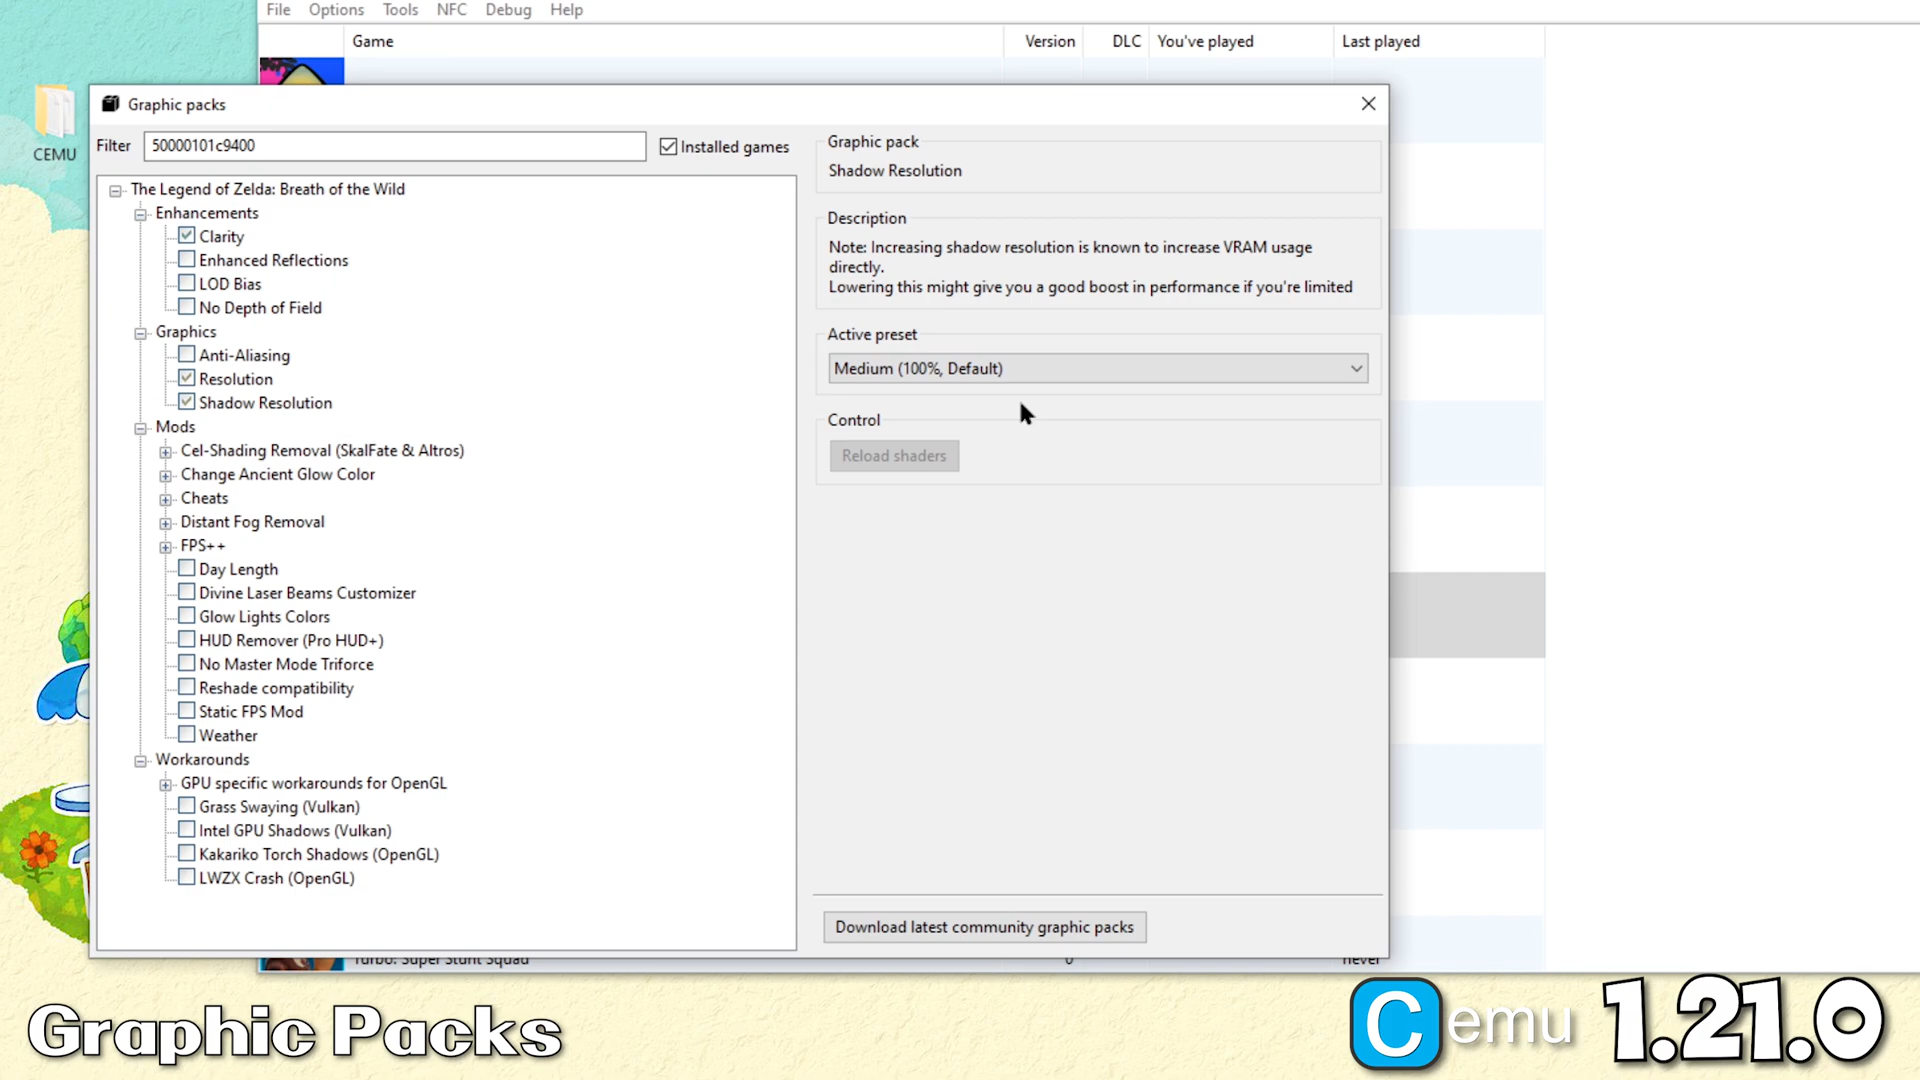 File Options Tools NFC Debug Help
Game Version DLC You've played Last played
CEMU
Graphic packs
Filter 50000101c9400 Installed games
The Legend of Zelda: Breath of the Wild
Enhancements
Clarity
Enhanced Reflections
LOD Bias
No Depth of Field
Graphics
Anti-Aliasing
Resolution
Shadow Resolution
Mods
Cel-Shading Removal (SkalFate & Altros)
Change Ancient Glow Color
Cheats
Distant Fog Removal
FPS++
Day Length
Divine Laser Beams Customizer
Glow Lights Colors
HUD Remover (Pro HUD+)
No Master Mode Triforce
Reshade compatibility
Static FPS Mod
Weather
Workarounds
GPU specific workarounds for OpenGL
Grass Swaying (Vulkan)
Intel GPU Shadows (Vulkan)
Kakariko Torch Shadows (OpenGL)
LWZX Crash (OpenGL)
Graphic pack
Shadow Resolution
Description
Note: Increasing shadow resolution is known to increase VRAM usage
directly.
Lowering this might give you a good boost in performance if you're limited
Active preset
Medium (100%, Default)
Control
Reload shaders
Download latest community graphic packs
Turbo: Super Stunt Squad 0 never
Graphic Packs
Cemu 1.21.0